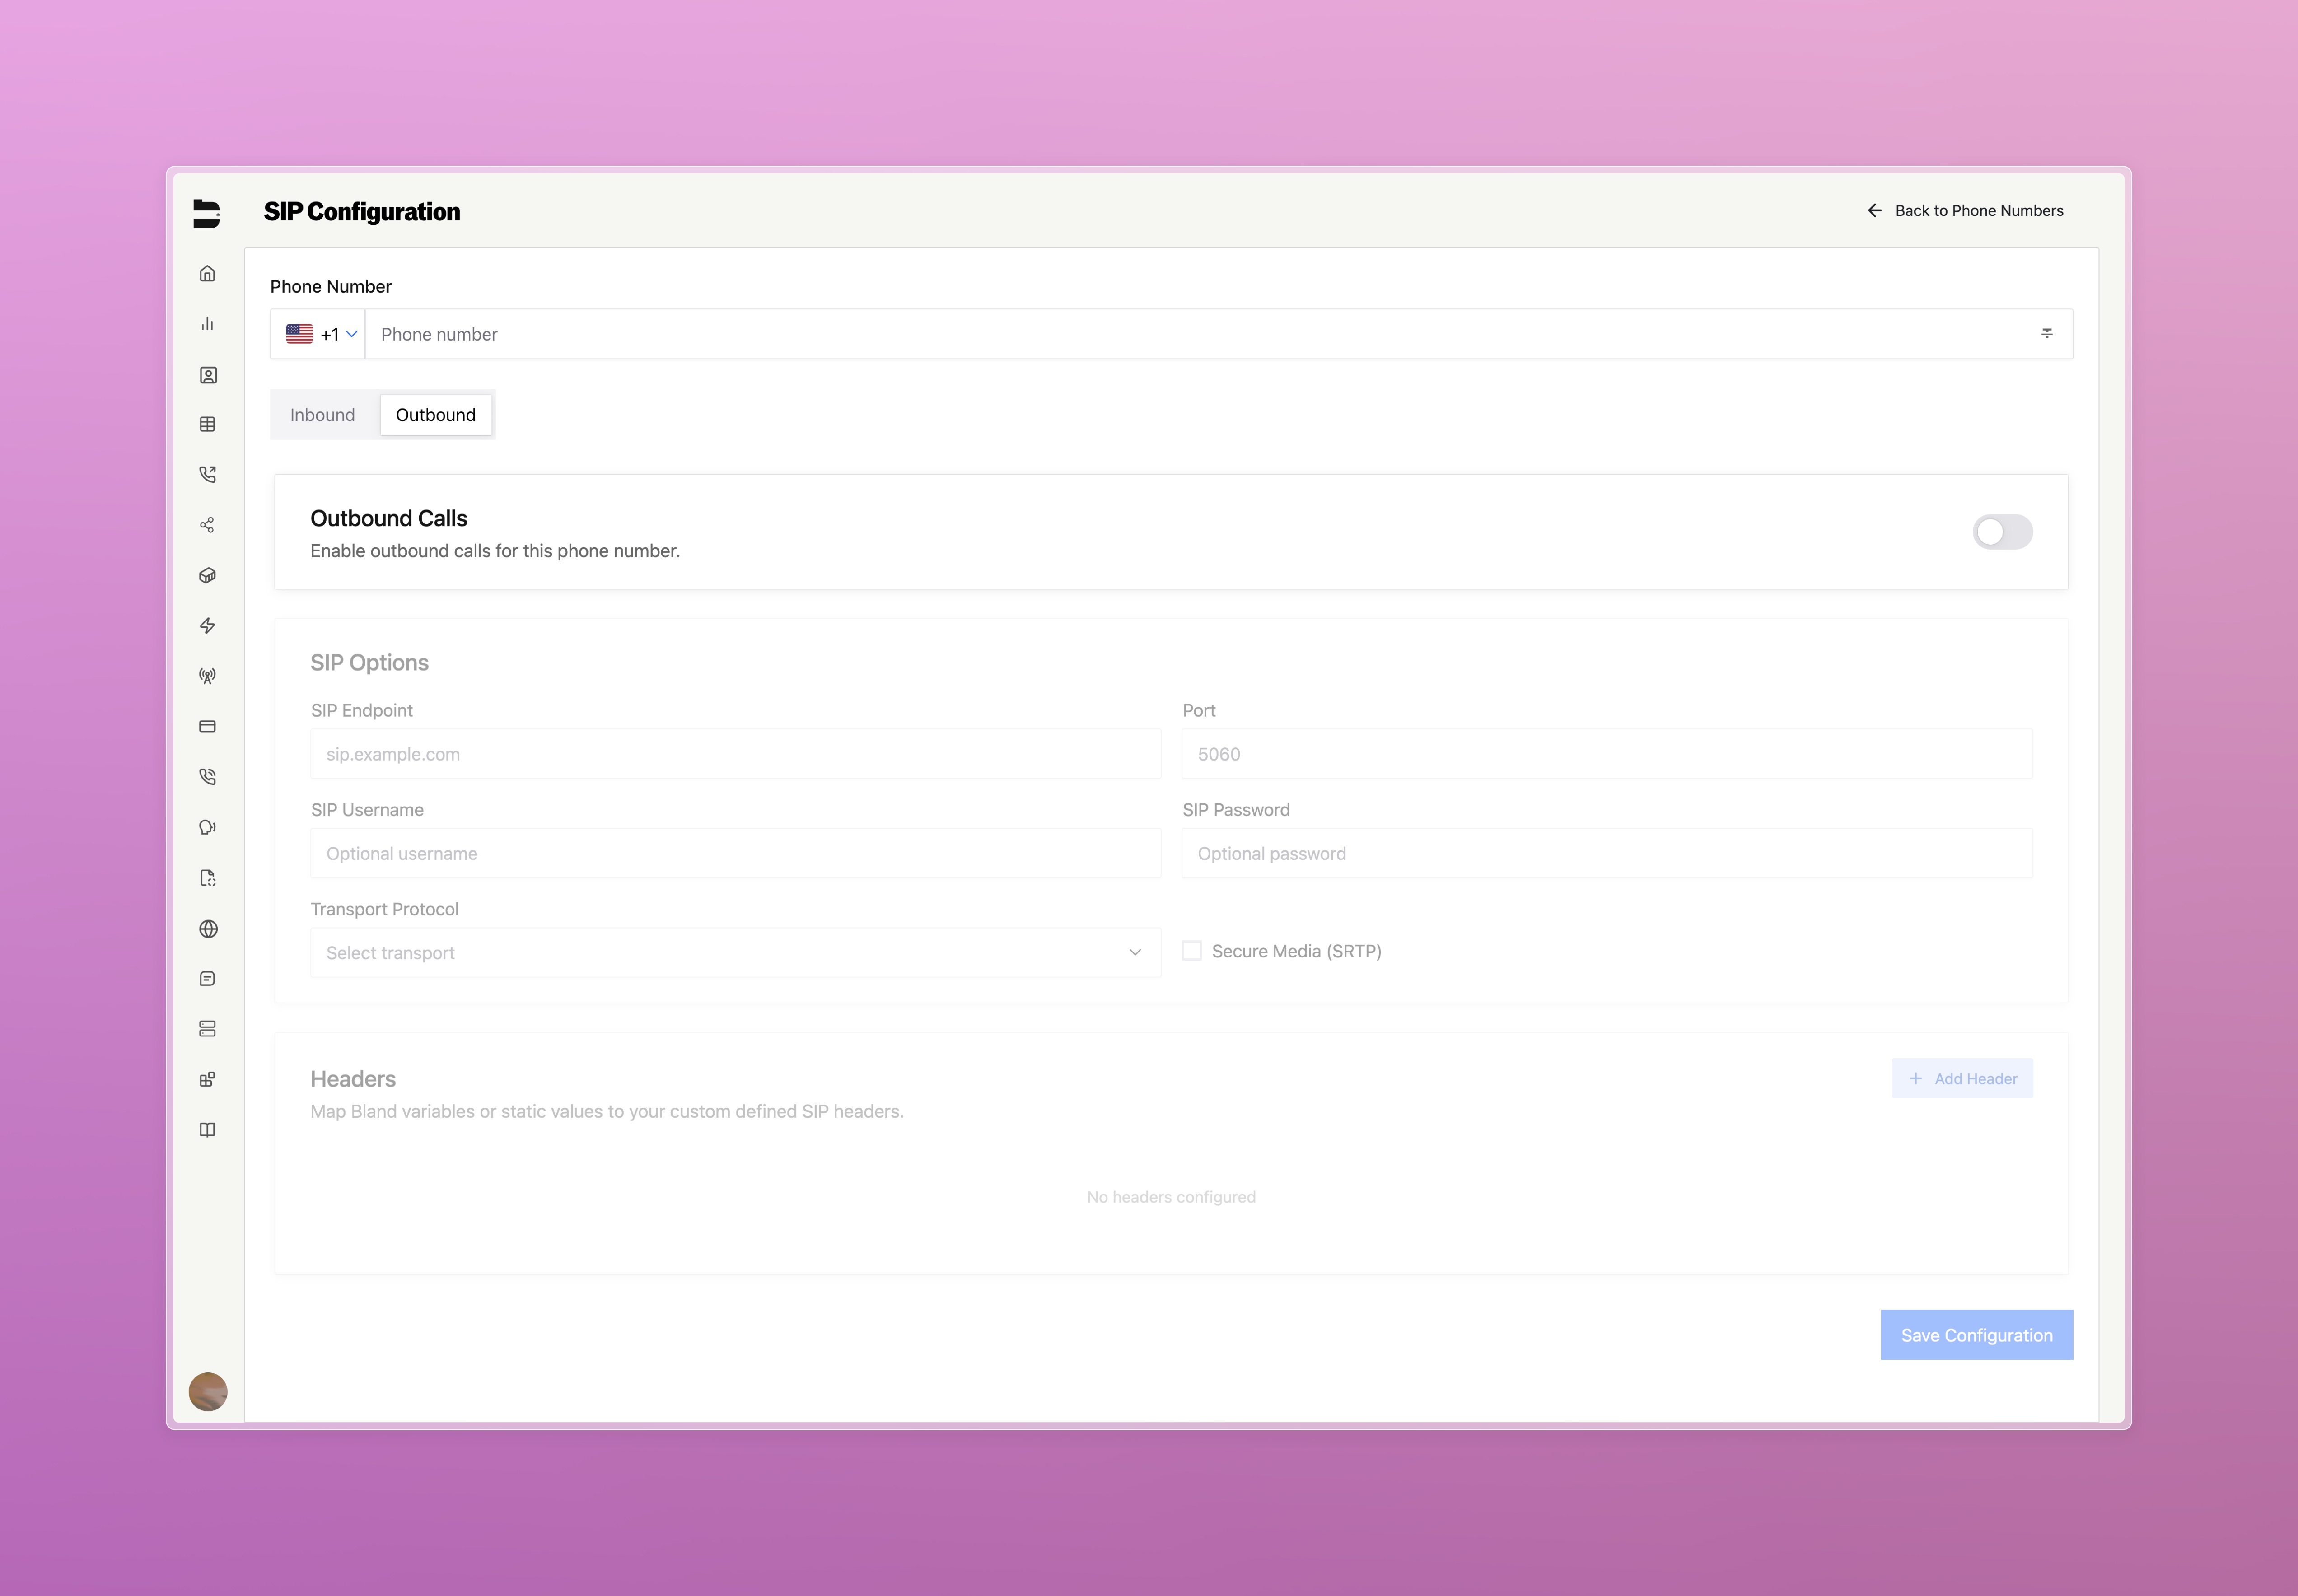 SIP Configuration
Back to Phone Numbers
Phone Number
+1
Phone number
Inbound
Outbound
Outbound Calls
Enable outbound calls for this phone number.
SIP Options
SIP Endpoint
Port
sip.example.com
5060
SIP Username
SIP Password
Optional username
Optional password
Transport Protocol
Select transport
Secure Media (SRTP)
Headers
Add Header
Map Bland variables or static values to your custom defined SIP headers.
No headers configured
Save Configuration